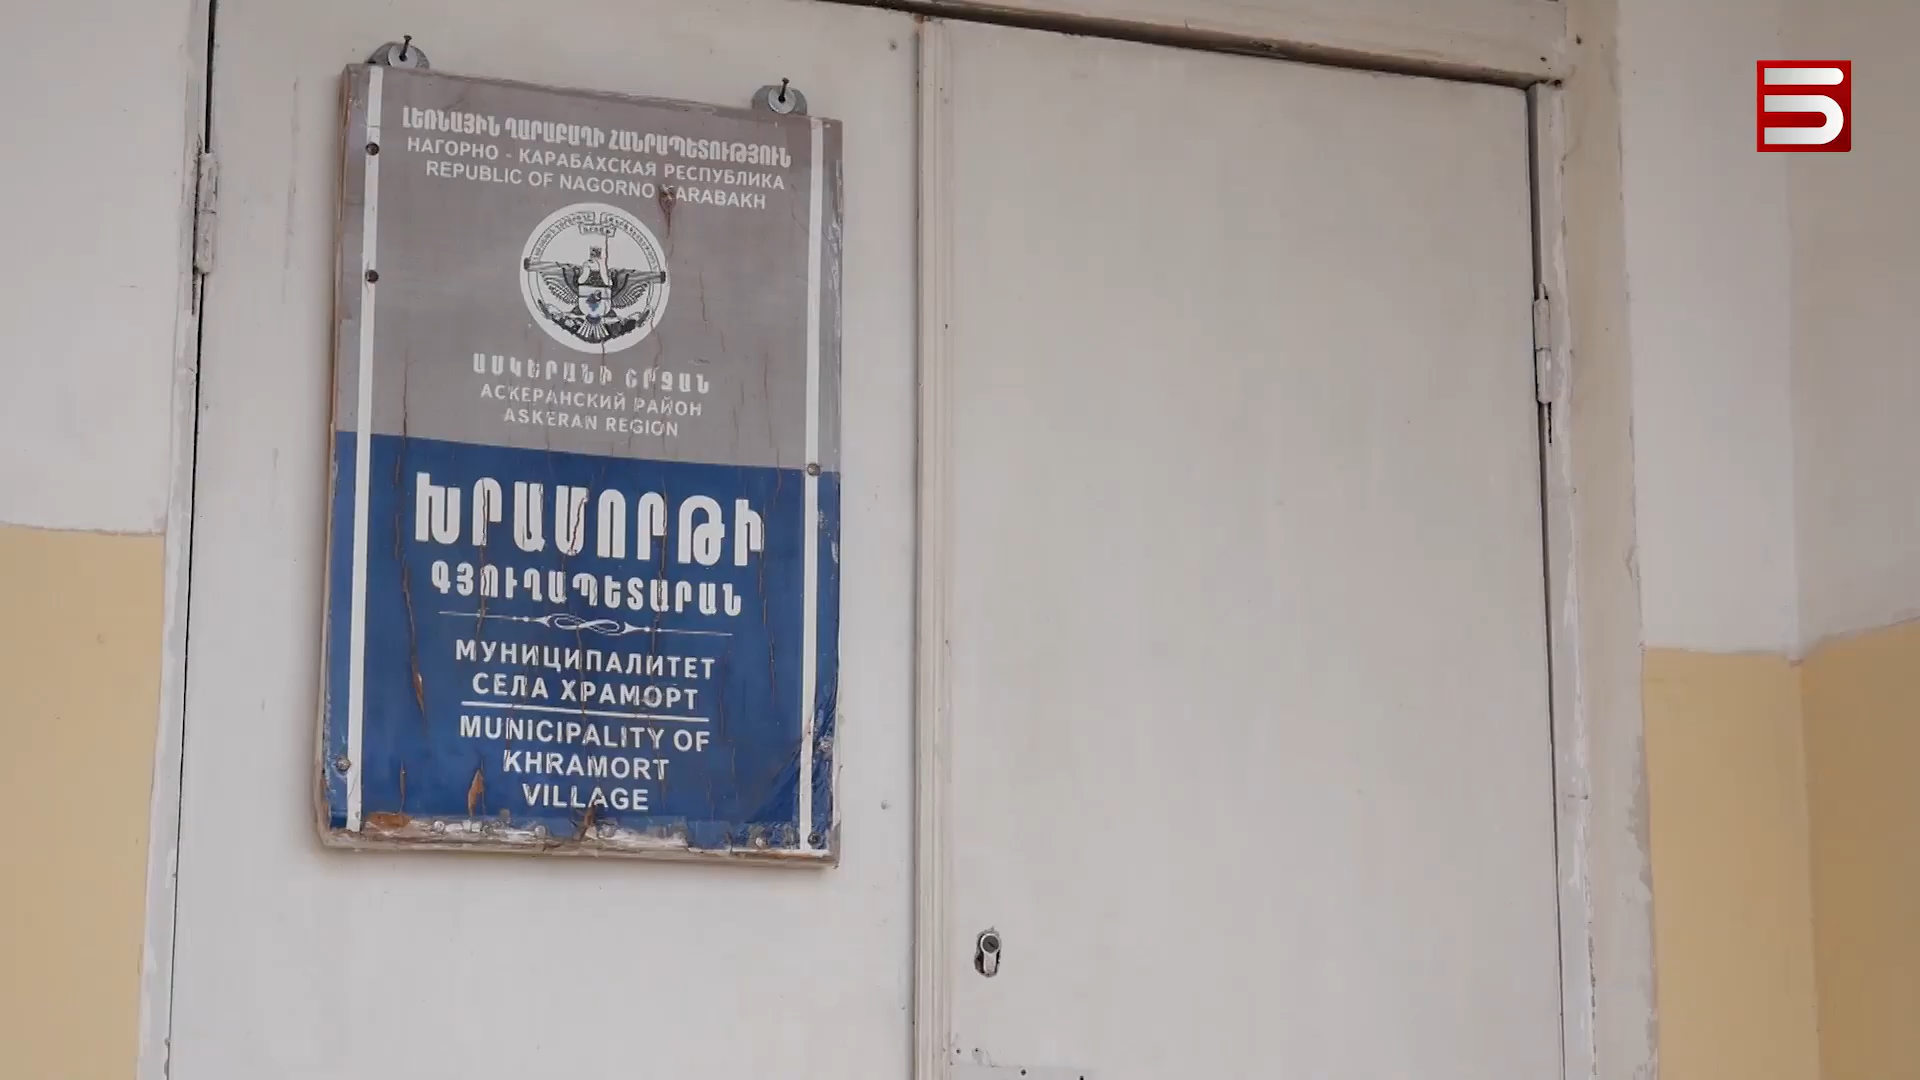 ԼԵՌՆԱՅԻՆ ՂԱՐԱԲԱՂԻ ՀԱՆՐԱՊԵՏՈՒԹՅՈՒՆ
НАГОРНО - КАРАБАХСКАЯ РЕСПУБЛИКА
REPUBLIC OF NAGORNO KARABAKH
ԱՍԿԵՐԱՆԻ ՇՐՋԱՆ
АСКЕРАНСКИЙ РАЙОН
ASKERAN REGION
ԽՐԱՄՈՐԹԻ
ԳՅՈՒՂԱՊԵՏԱՐԱՆ
МУНИЦИПАЛИТЕТ
СЕЛА ХРАМОРТ
MUNICIPALITY OF
KHRAMORT
VILLAGE
5